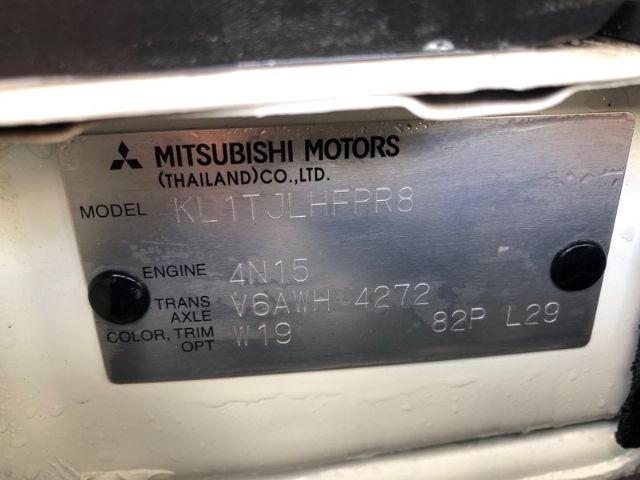 MITSUBISHI MOTORS
(THAILAND)CO.,LTD.
MODEL KL1TJLHFPR8
ENGINE 4N15
TRANS AXLE V6AWH 4272
COLOR, TRIM OPT W19 82P L29